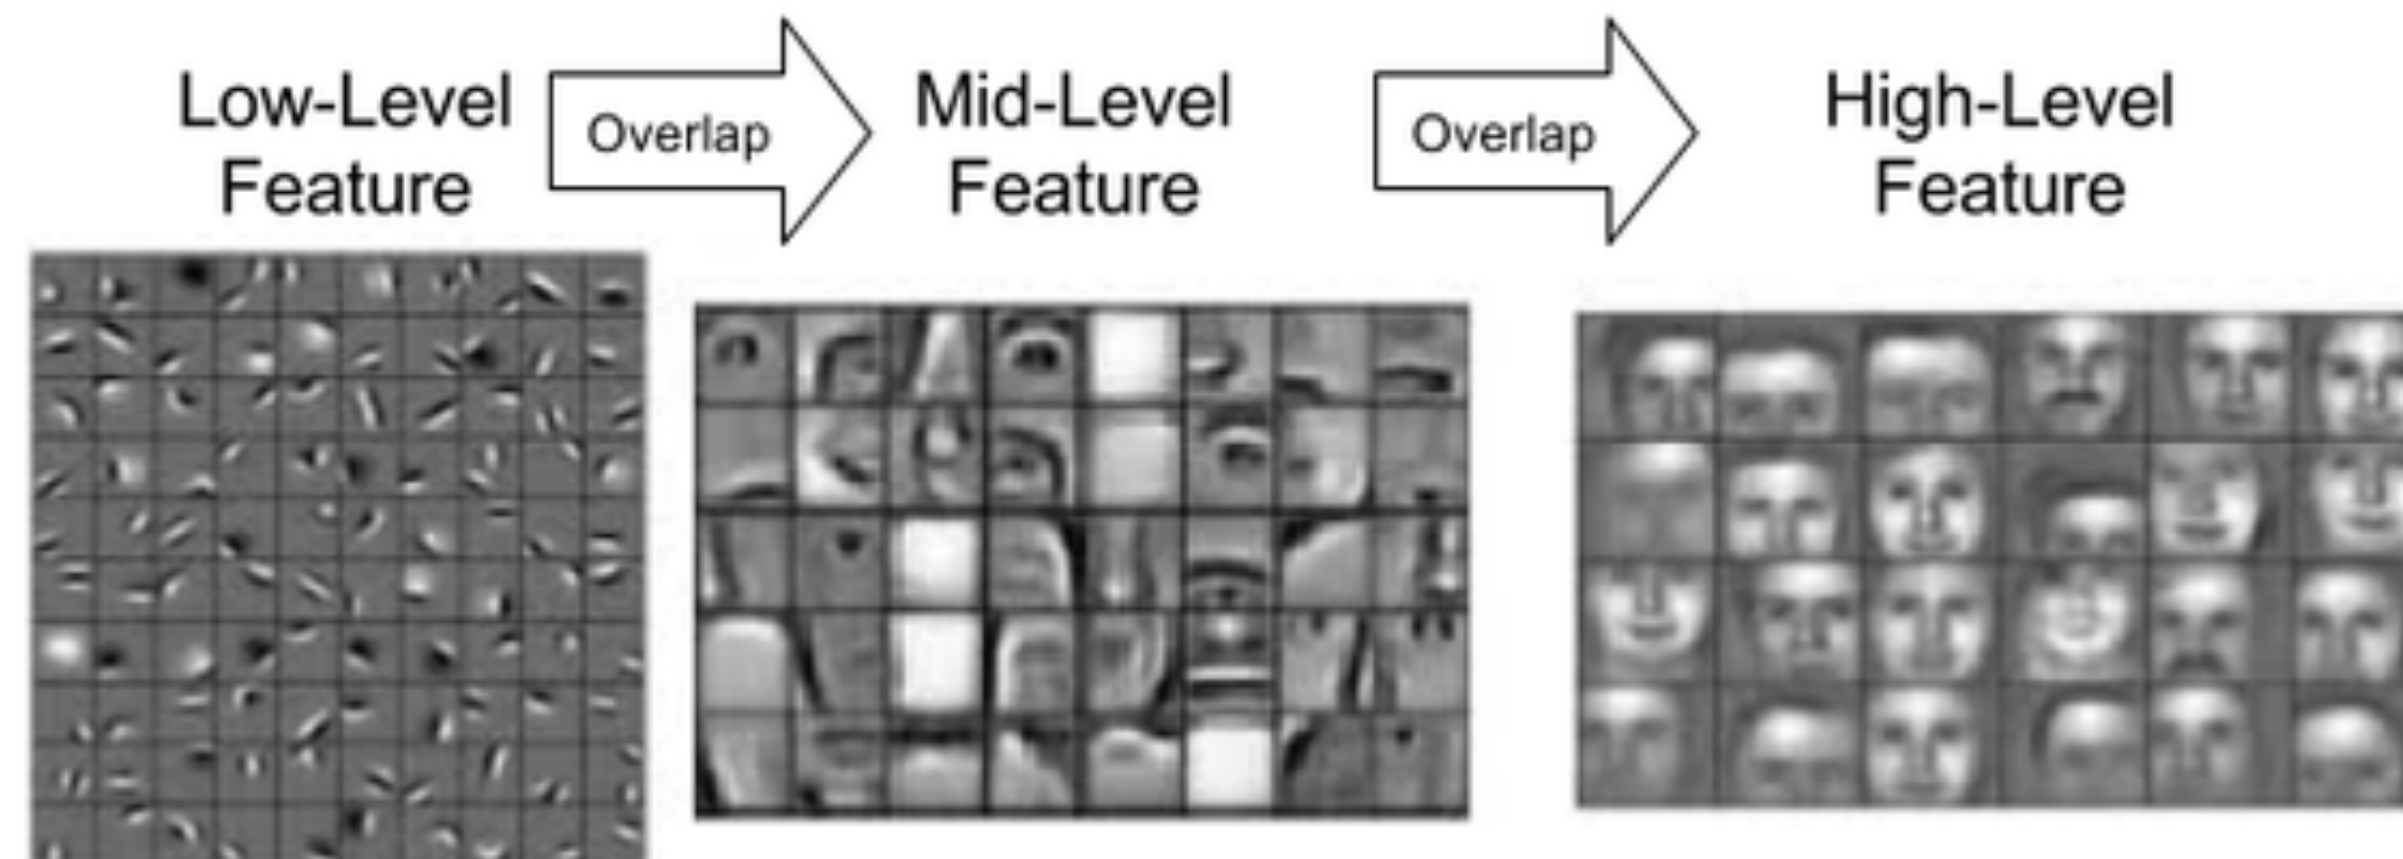 Low-Level
Feature
Overlap
Mid-Level
Feature
Overlap
High-Level
Feature